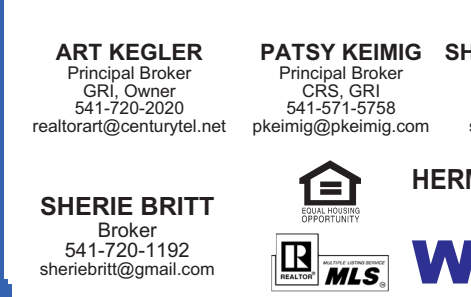 ART KEGLER
Principal Broker
GRI, Owner
541-720-2020
realtorart@centurytel.net
PATSY KEIMIG
Principal Broker
CRS, GRI
541-571-5758
pkeimig@pkeimig.com
SH
s
SHERIE BRITT
Broker
541-720-1192
sheriebritt@gmail.com
EQUAL HOUSING
OPPORTUNITY
R
REALTOR®
MULTIPLE LISTING SERVICE
MLS®
HERM
W